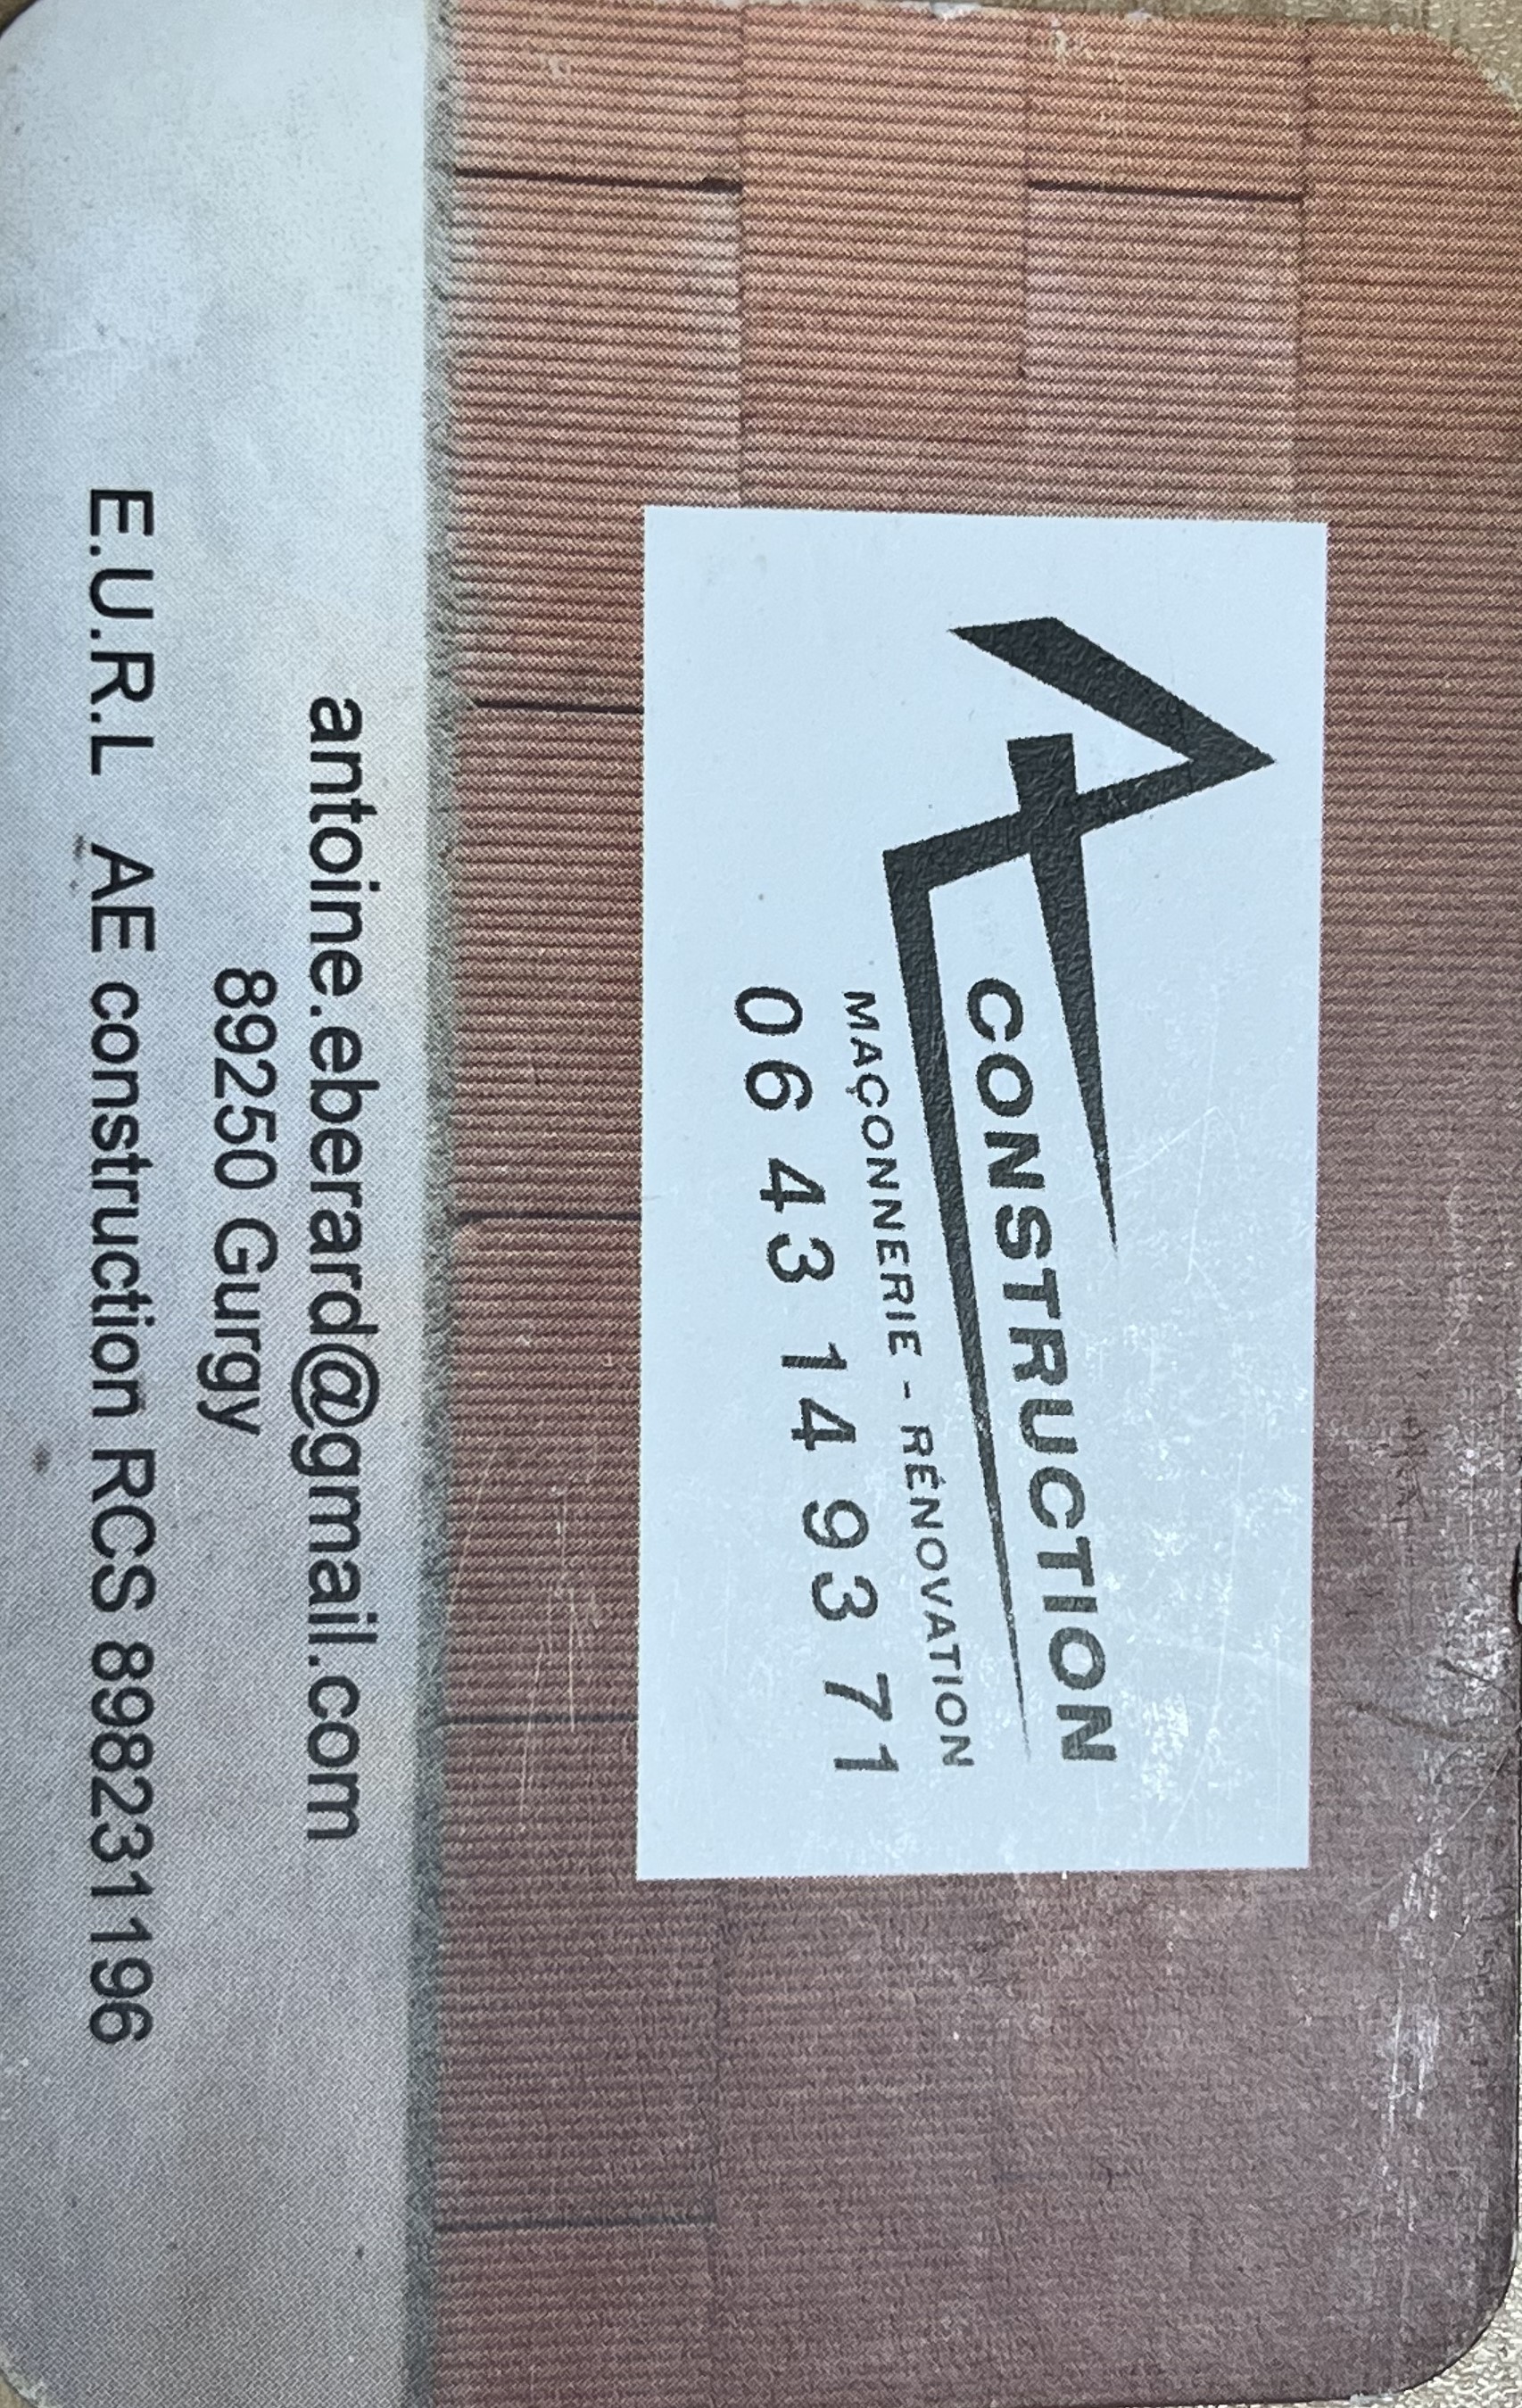 AE
CONSTRUCTION
MAÇONNERIE - RÉNOVATION
06 43 14 93 71
antoine.eberard@gmail.com
89250 Gurgy
E.U.R.L AE construction RCS 898231196